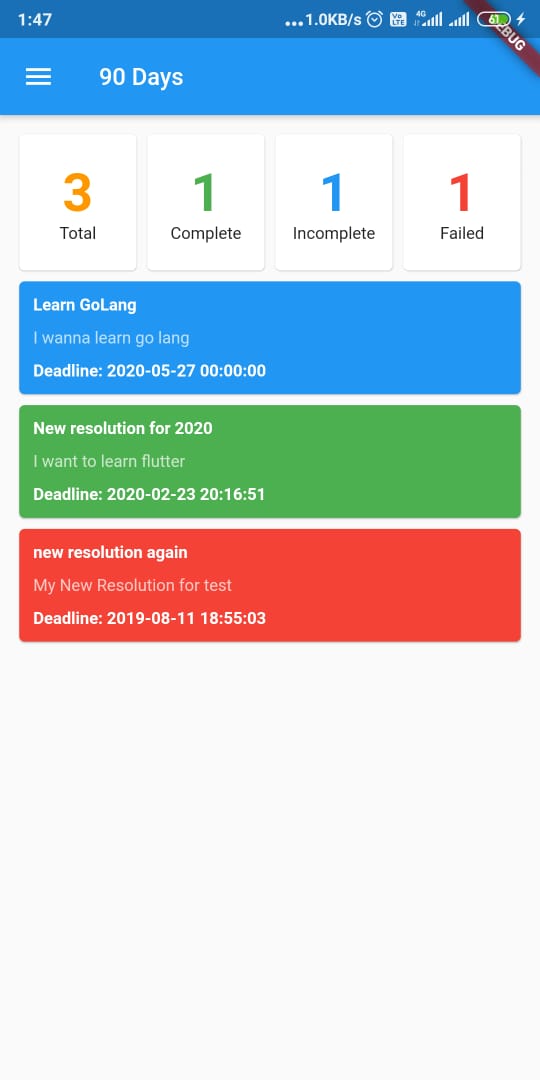 1:47
...1.0KB/s Vo LTE 4G 61
DEBUG
90 Days
3
Total
1
Complete
1
Incomplete
1
Failed
Learn GoLang
I wanna learn go lang
Deadline: 2020-05-27 00:00:00
New resolution for 2020
I want to learn flutter
Deadline: 2020-02-23 20:16:51
new resolution again
My New Resolution for test
Deadline: 2019-08-11 18:55:03